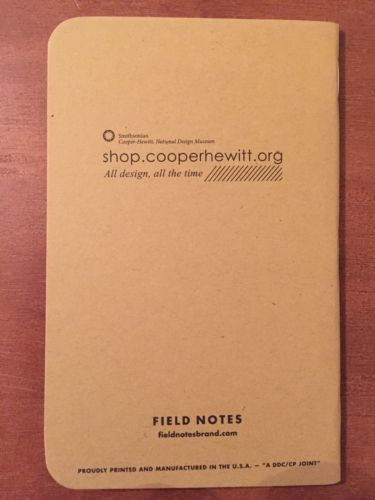 Smithsonian
Cooper-Hewitt, National Design Museum
shop.cooperhewitt.org
All design, all the time
FIELD NOTES
fieldnotesbrand.com
PROUDLY PRINTED AND MANUFACTURED IN THE U.S.A. — "A DDC/CP JOINT"